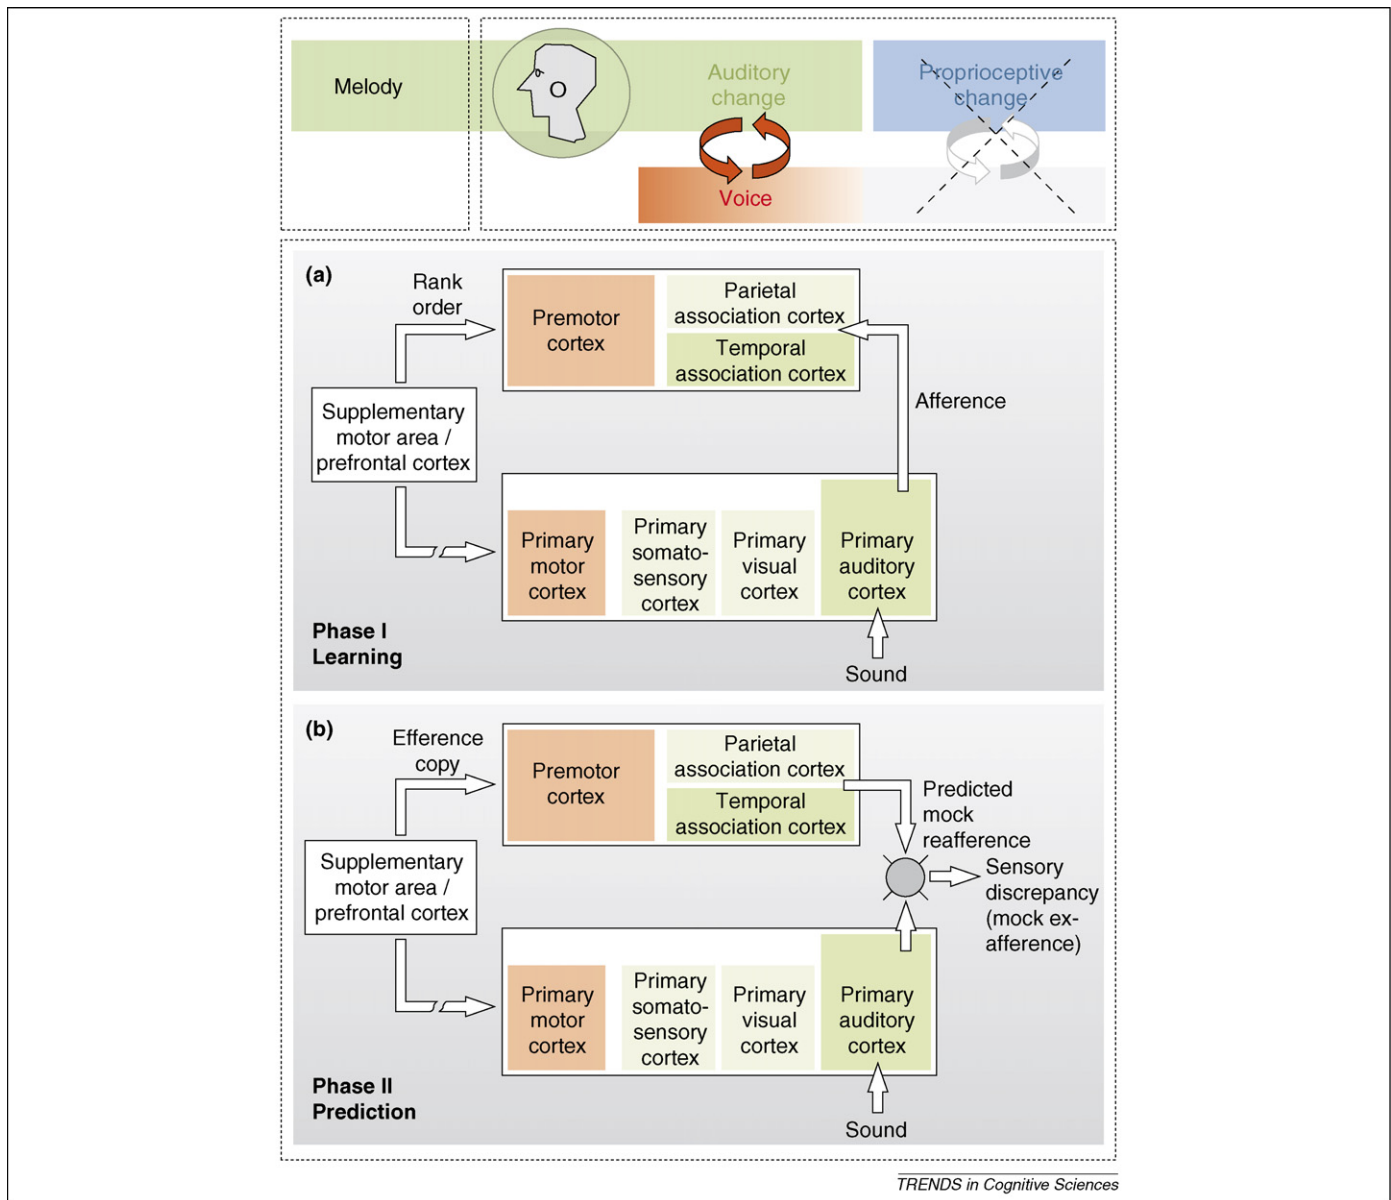 Melody
O
Auditory
change
Proprioceptive
change
Voice
(a)
Rank
order
Premotor
cortex
Parietal
association cortex
Temporal
association cortex
Afference
Supplementary
motor area /
prefrontal cortex
Primary
motor
cortex
Primary
somato-
sensory
cortex
Primary
visual
cortex
Primary
auditory
cortex
Phase I
Learning
Sound
(b)
Efference
copy
Premotor
cortex
Parietal
association cortex
Temporal
association cortex
Predicted
mock
reafference
Sensory
discrepancy
(mock ex-
afference)
Supplementary
motor area /
prefrontal cortex
Primary
motor
cortex
Primary
somato-
sensory
cortex
Primary
visual
cortex
Primary
auditory
cortex
Phase II
Prediction
Sound
TRENDS in Cognitive Sciences